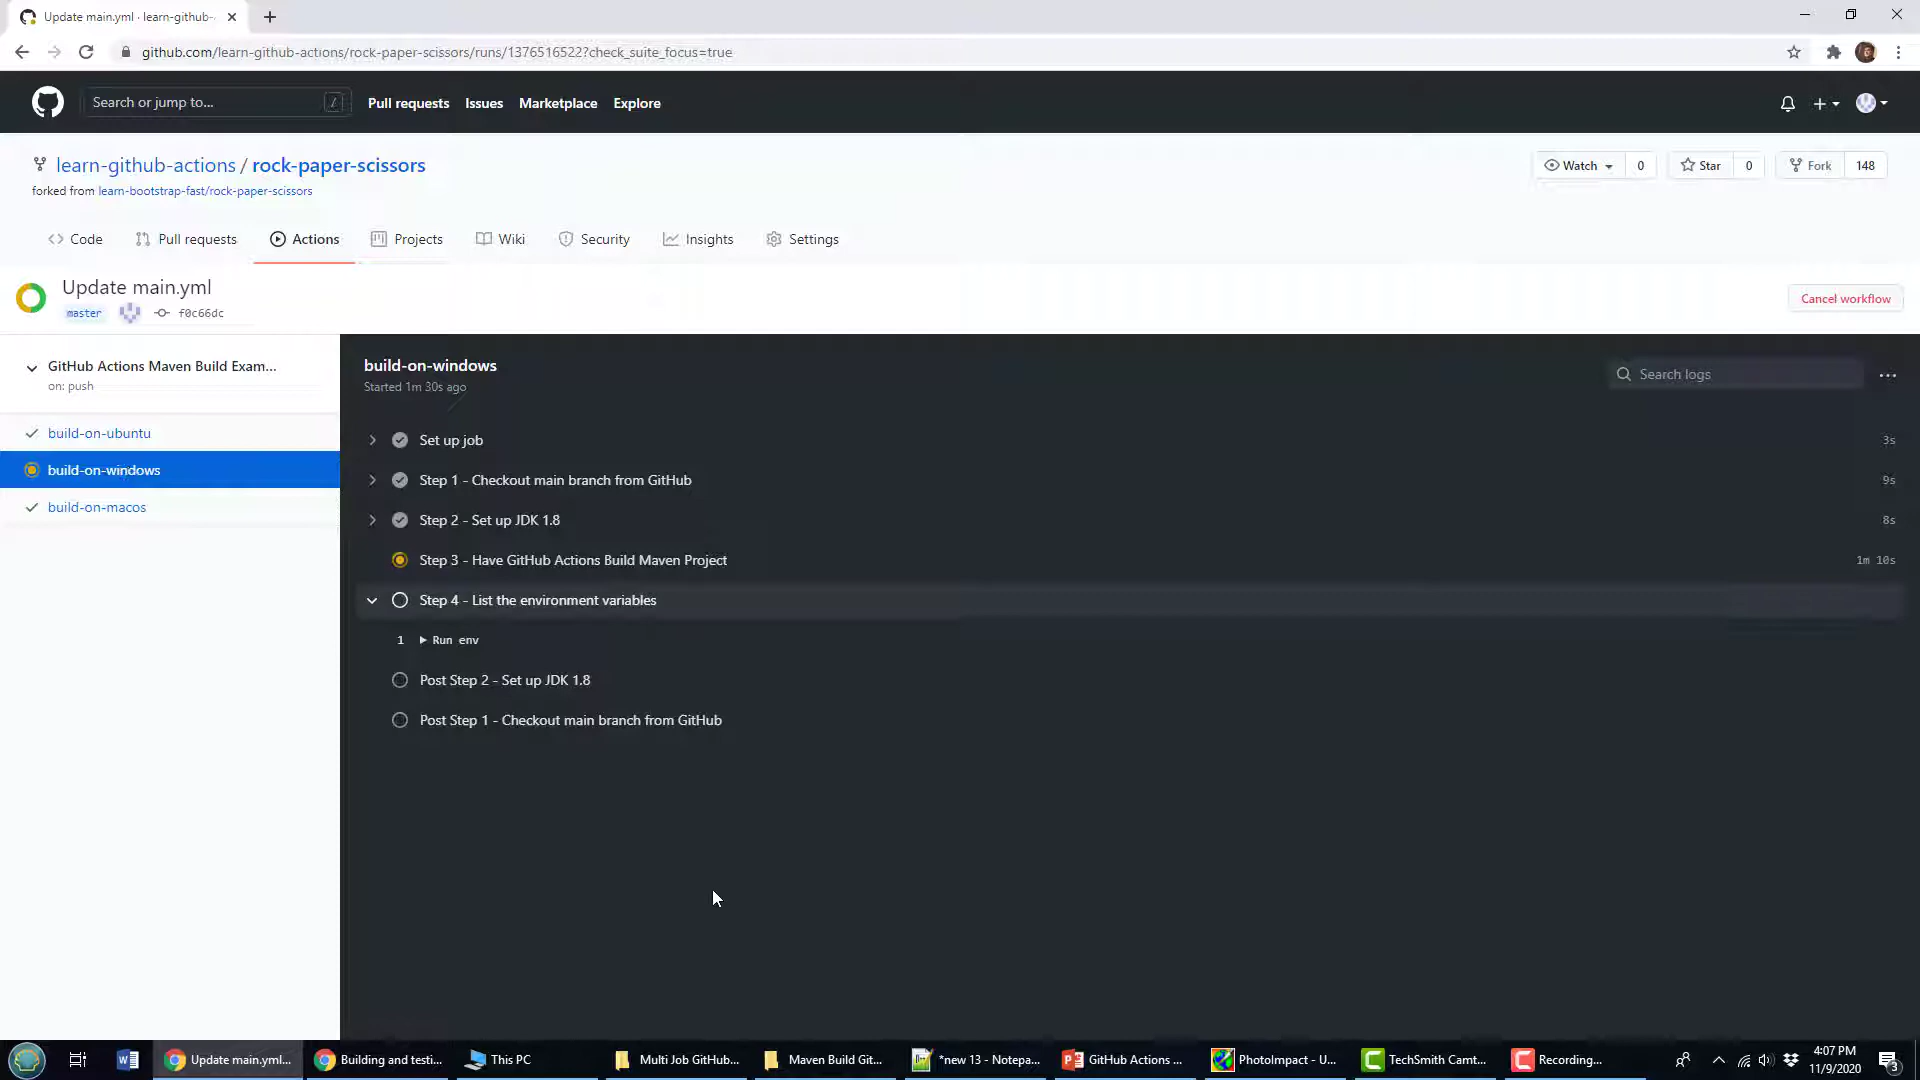 Update main.yml · learn-github-
github.com/learn-github-actions/rock-paper-scissors/runs/1376516522?check_suite_focus=true
Search or jump to... /
Pull requests Issues Marketplace Explore
learn-github-actions / rock-paper-scissors
Watch 0 Star 0 Fork 148
forked from learn-bootstrap-fast/rock-paper-scissors
Code Pull requests Actions Projects Wiki Security Insights Settings
Update main.yml
master f0c66dc
Cancel workflow
GitHub Actions Maven Build Exam...
on: push
build-on-ubuntu
build-on-windows
build-on-macos
build-on-windows
Started 1m 30s ago
Search logs
Set up job 3s
Step 1 - Checkout main branch from GitHub 9s
Step 2 - Set up JDK 1.8 8s
Step 3 - Have GitHub Actions Build Maven Project 1m 10s
Step 4 - List the environment variables
1 Run env
Post Step 2 - Set up JDK 1.8
Post Step 1 - Checkout main branch from GitHub
Update main.yml... Building and testi... This PC Multi Job GitHub... Maven Build Git... *new 13 - Notepa... GitHub Actions ... PhotoImpact - U... TechSmith Camt... Recording...
4:07 PM
11/9/2020
3